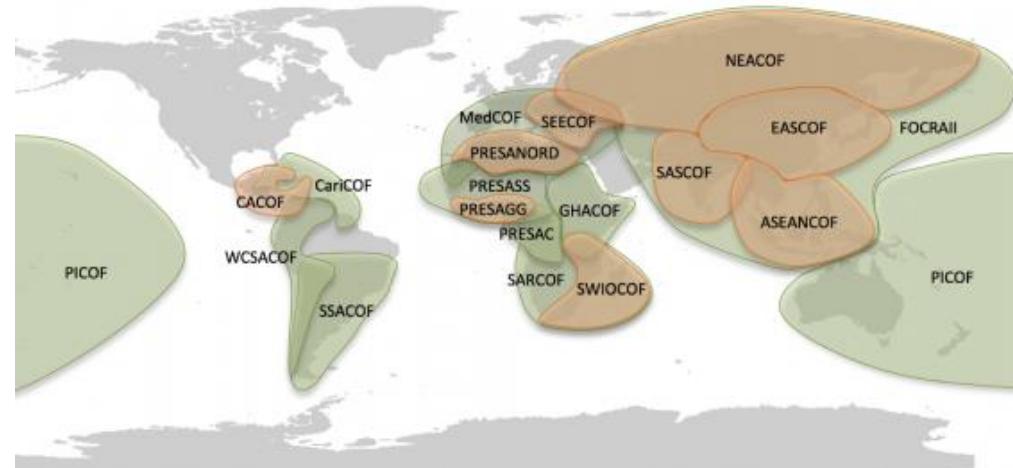 NEACOF
MedCOF
SEECOF
EASCOF
FOCRAII
PRESANORD
SASCOF
CariCOF
PRESASS
CACOF
PRESAGG
GHACOF
ASEANCOF
PRESAC
WCSACOF
PICOF
SARCOF
SWIOCOF
PICOF
SSACOF